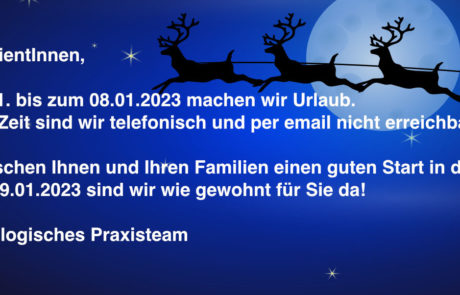 ientInnen,
1. bis zum 08.01.2023 machen wir Urlaub.
Zeit sind wir telefonisch und per email nicht erreichba
schen Ihnen und Ihren Familien einen guten Start in d
9.01.2023 sind wir wie gewohnt für Sie da!
logisches Praxisteam